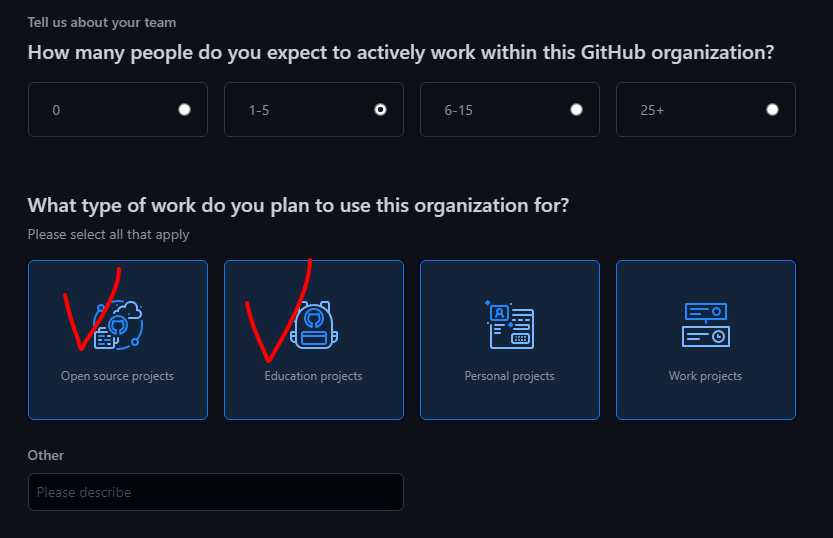 Tell us about your team
How many people do you expect to actively work within this GitHub organization?
0 1-5 6-15 25+
What type of work do you plan to use this organization for?
Please select all that apply
Open source projects Education projects Personal projects Work projects
Other
Please describe